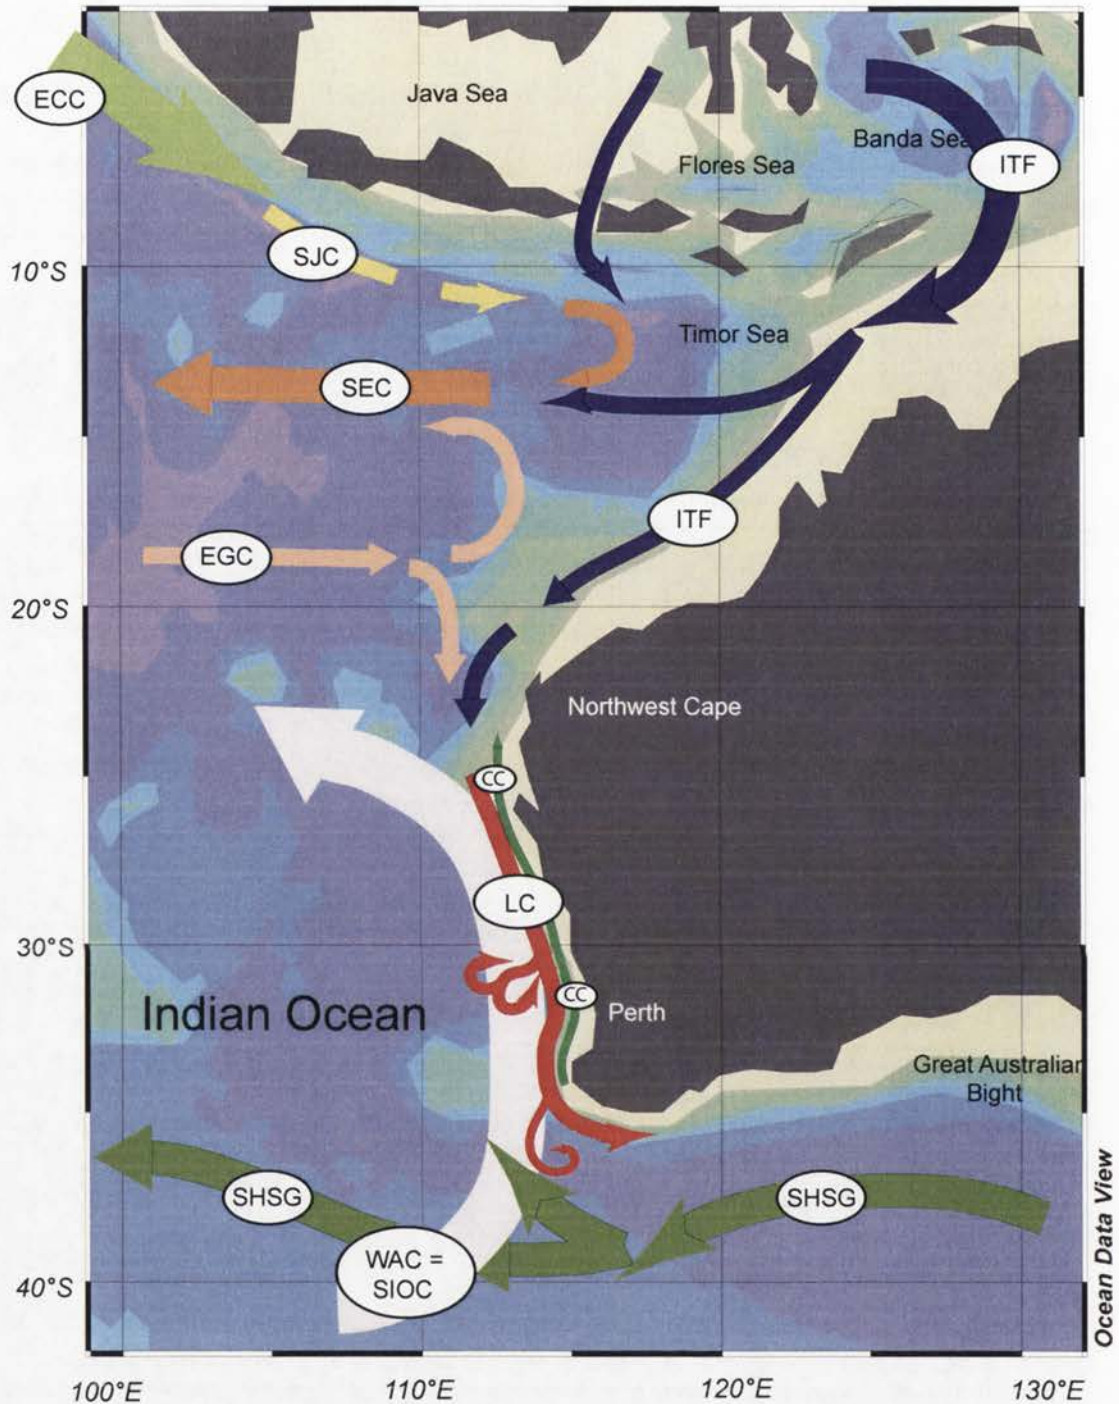 ECC
Java Sea
Banda Sea
Flores Sea
ITF
SJC
10°S
Timor Sea
SEC
ITF
EGC
20°S
Northwest Cape
CC
LC
30°S
CC
Indian Ocean
Perth
Great Australian
Bight
SHSG
SHSG
WAC =
SIOC
40°S
Ocean Data View
100°E
110°E
120°E
130°E